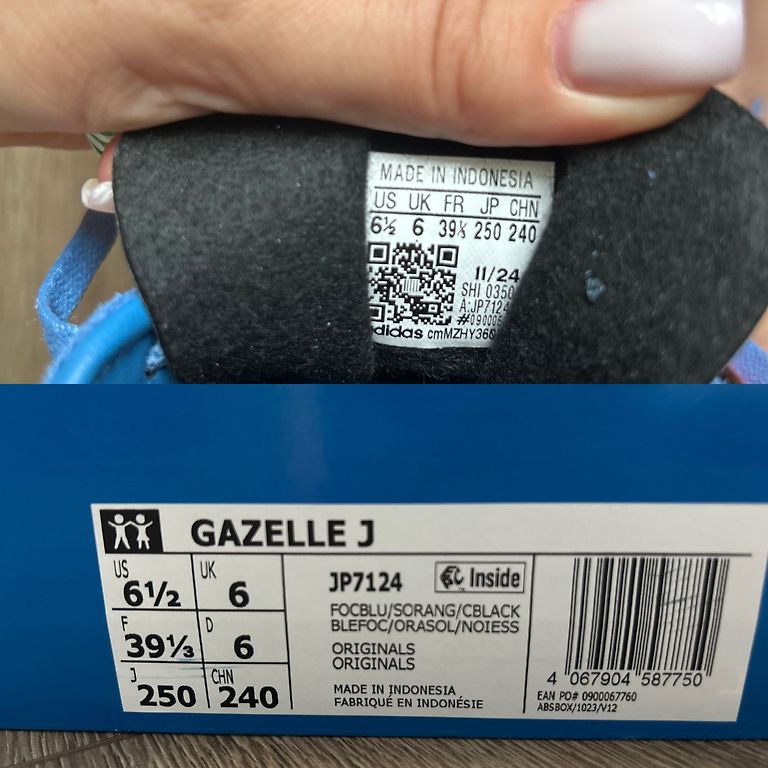 MADE IN INDONESIA
US UK FR JP CHN
6½ 6 39⅓ 250 240
11/24
SHI 0350
A:JP7124
#090006
adidas cmMZHY360
GAZELLE J
US 6½ UK 6
F 39⅓ D 6
J 250 CHN 240
JP7124 Inside
FOCBLU/SORANG/CBLACK
BLEFOC/ORASOL/NOIESS
ORIGINALS
ORIGINALS
MADE IN INDONESIA
FABRIQUÉ EN INDONÉSIE
4 067904 587750
EAN PO# 0900067760
ABSBOX/1023/V12